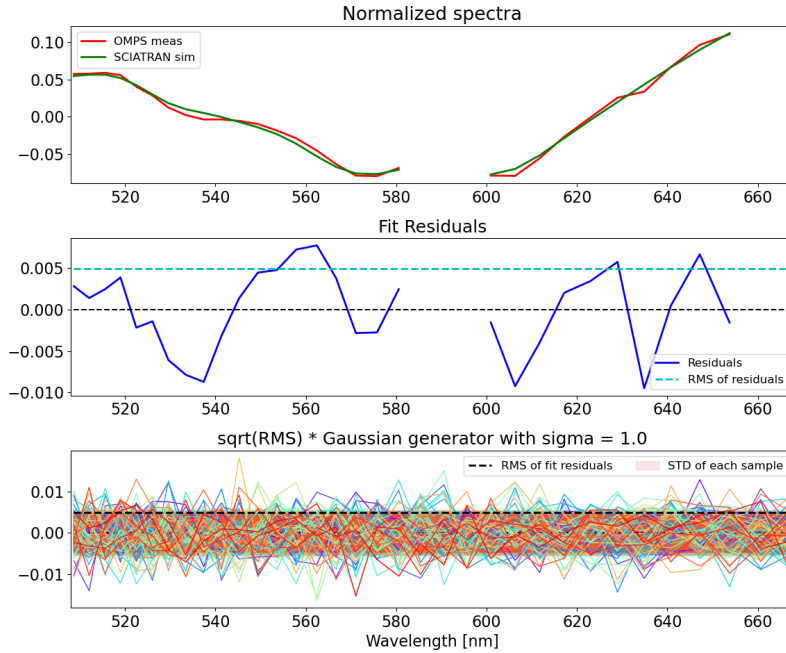 Normalized spectra
OMPS meas
SCIATRAN sim
0.10
0.05
0.00
−0.05
520 540 560 580 600 620 640 660
Fit Residuals
0.005
0.000
−0.005
−0.010
Residuals
RMS of residuals
520 540 560 580 600 620 640 660
sqrt(RMS) * Gaussian generator with sigma = 1.0
RMS of fit residuals STD of each sample
0.01
0.00
−0.01
520 540 560 580 600 620 640 660
Wavelength [nm]